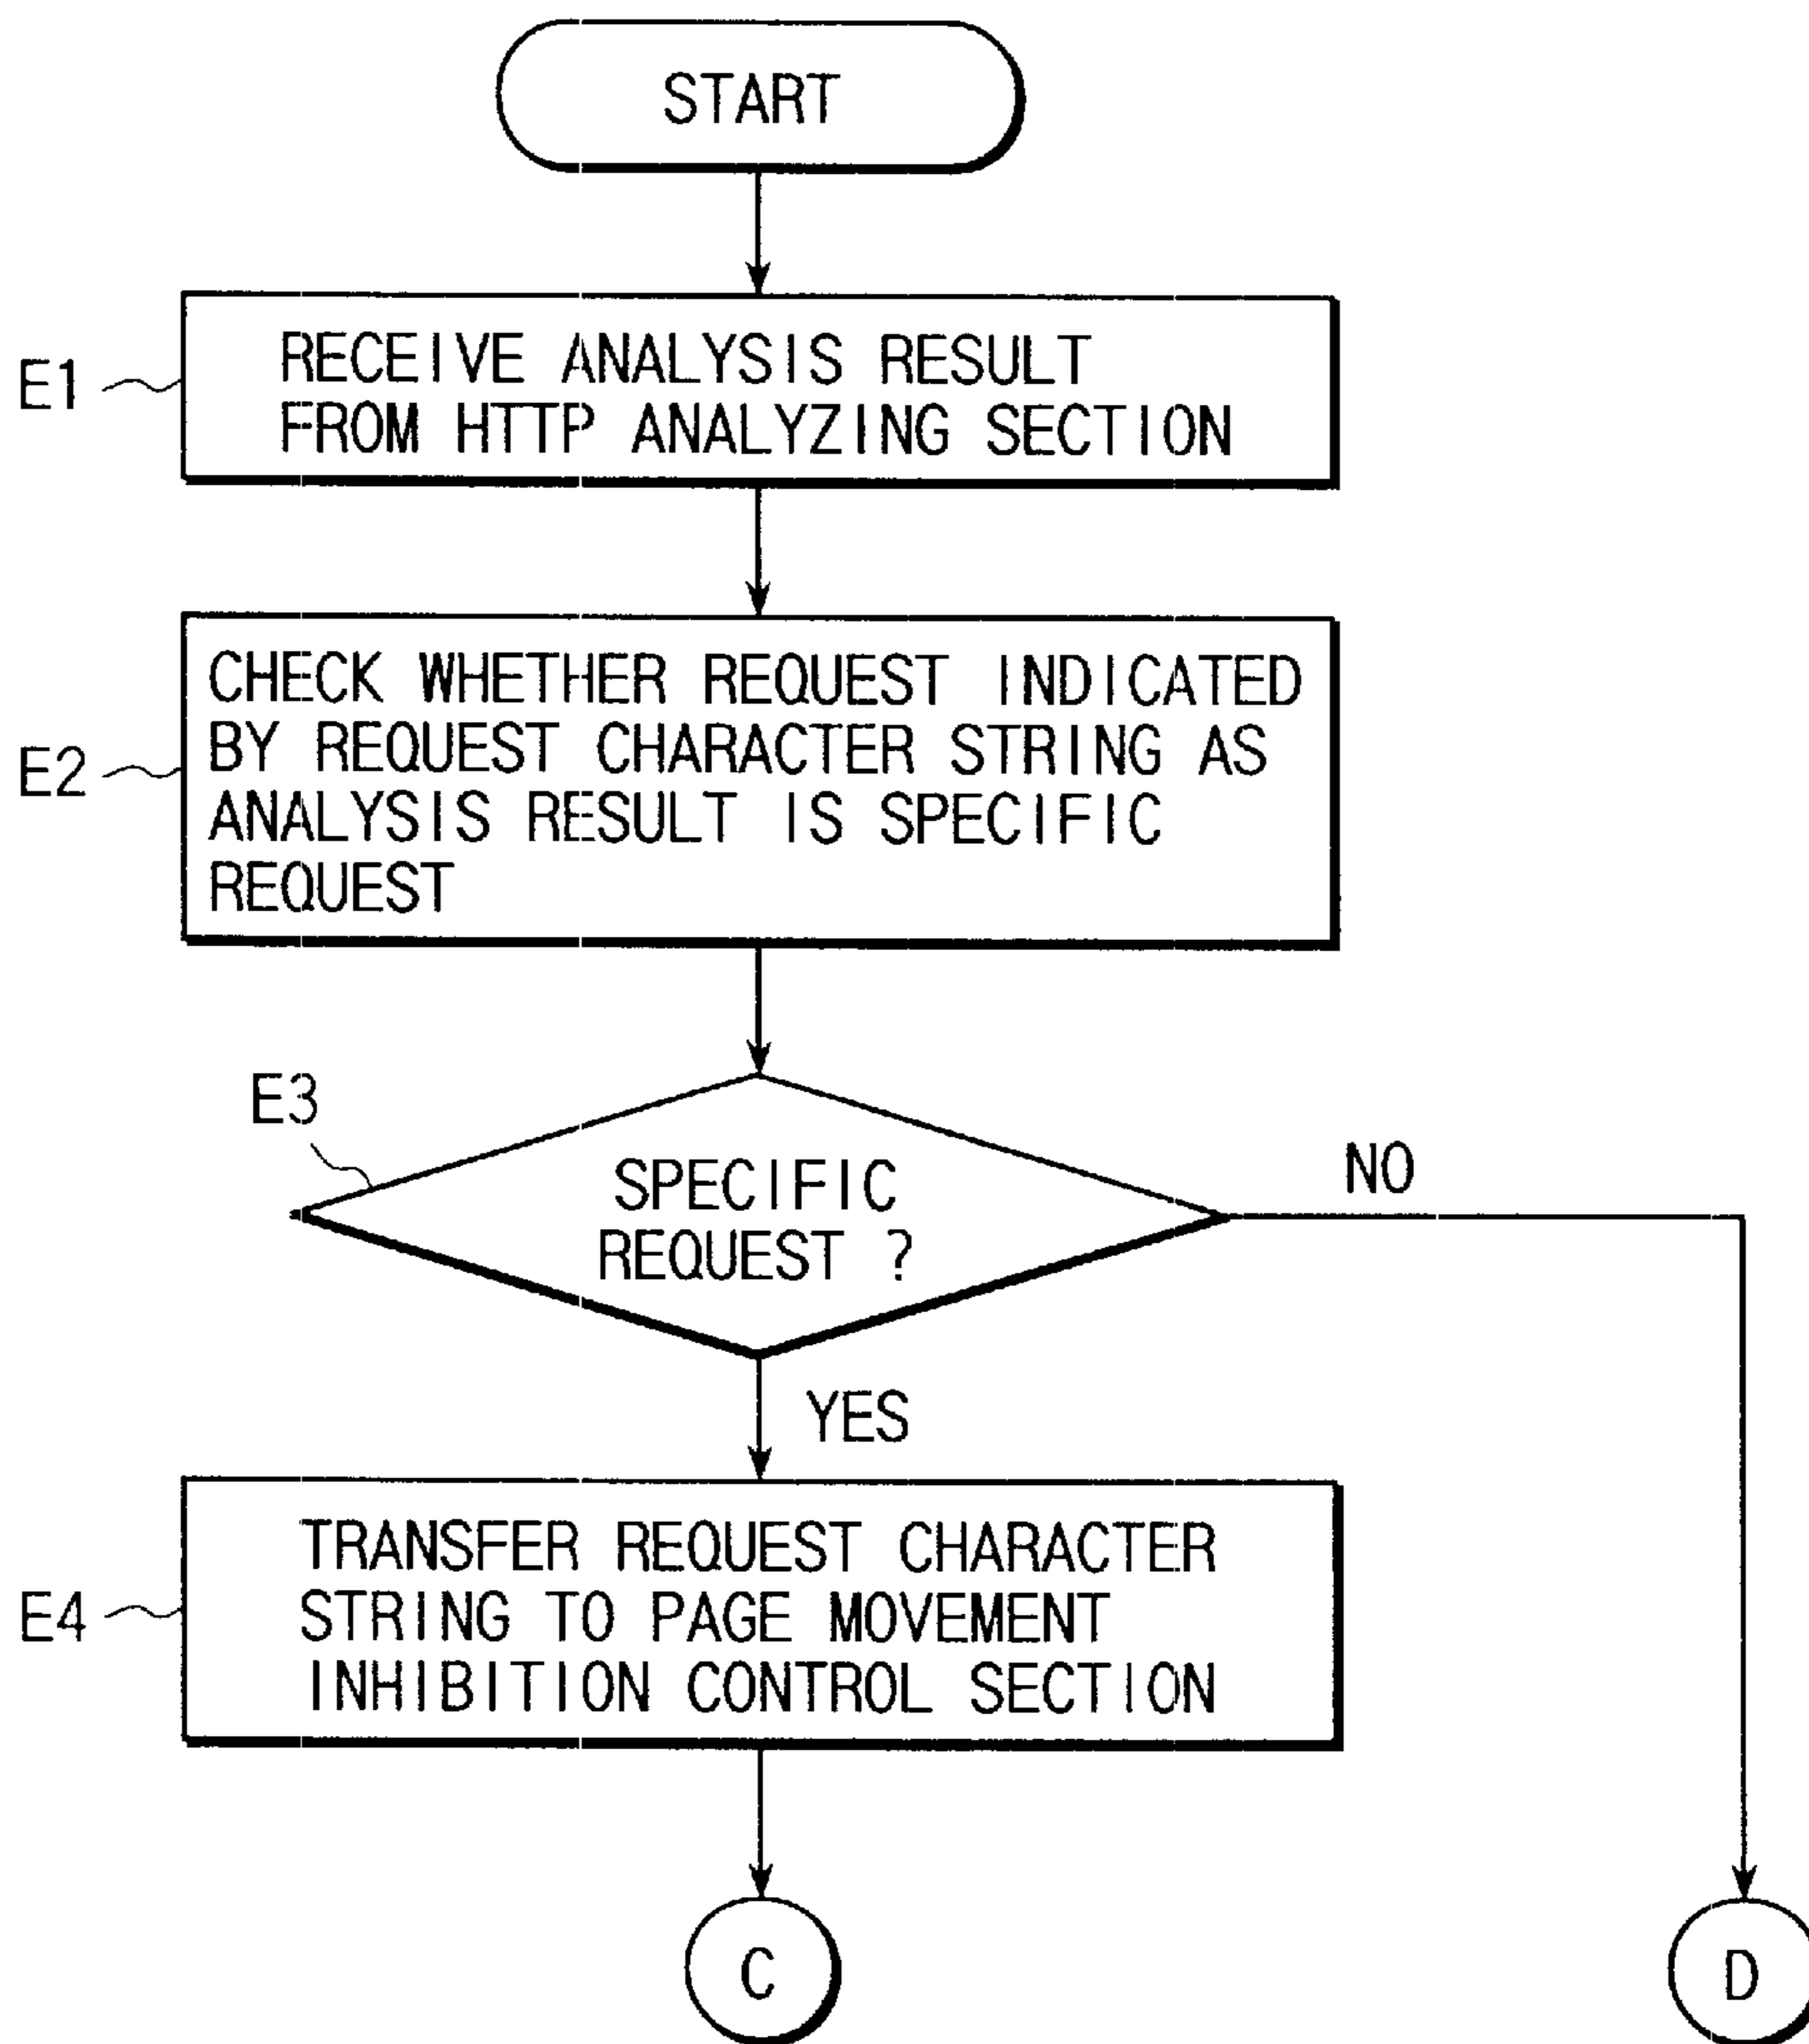 START
E1
RECEIVE ANALYSIS RESULT
FROM HTTP ANALYZING SECTION
E2
CHECK WHETHER REQUEST INDICATED
BY REQUEST CHARACTER STRING AS
ANALYSIS RESULT IS SPECIFIC
REQUEST
E3
SPECIFIC
REQUEST ?
NO
YES
E4
TRANSFER REQUEST CHARACTER
STRING TO PAGE MOVEMENT
INHIBITION CONTROL SECTION
C
D